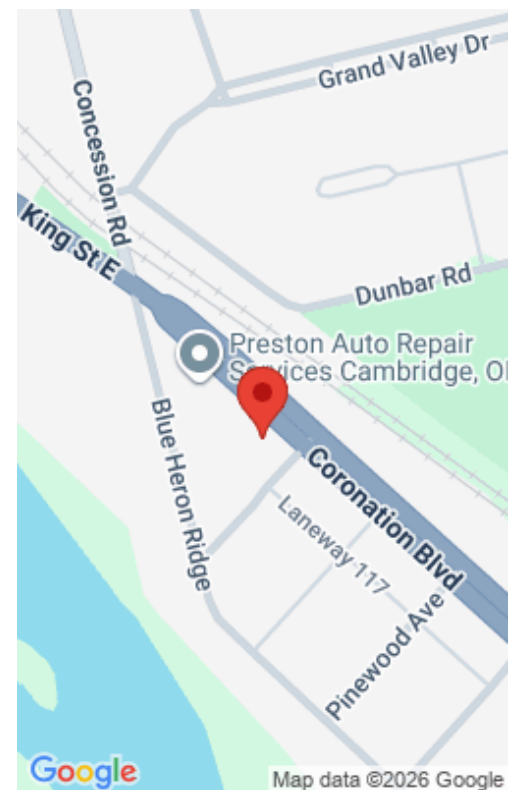 Grand Valley Dr
Concession Rd
King St E
Dunbar Rd
Preston Auto Repair
Services Cambridge, O
Blue Heron Ridge
Coronation Blvd
Laneway 117
Pinewood Ave
Google
Map data ©2026 Google